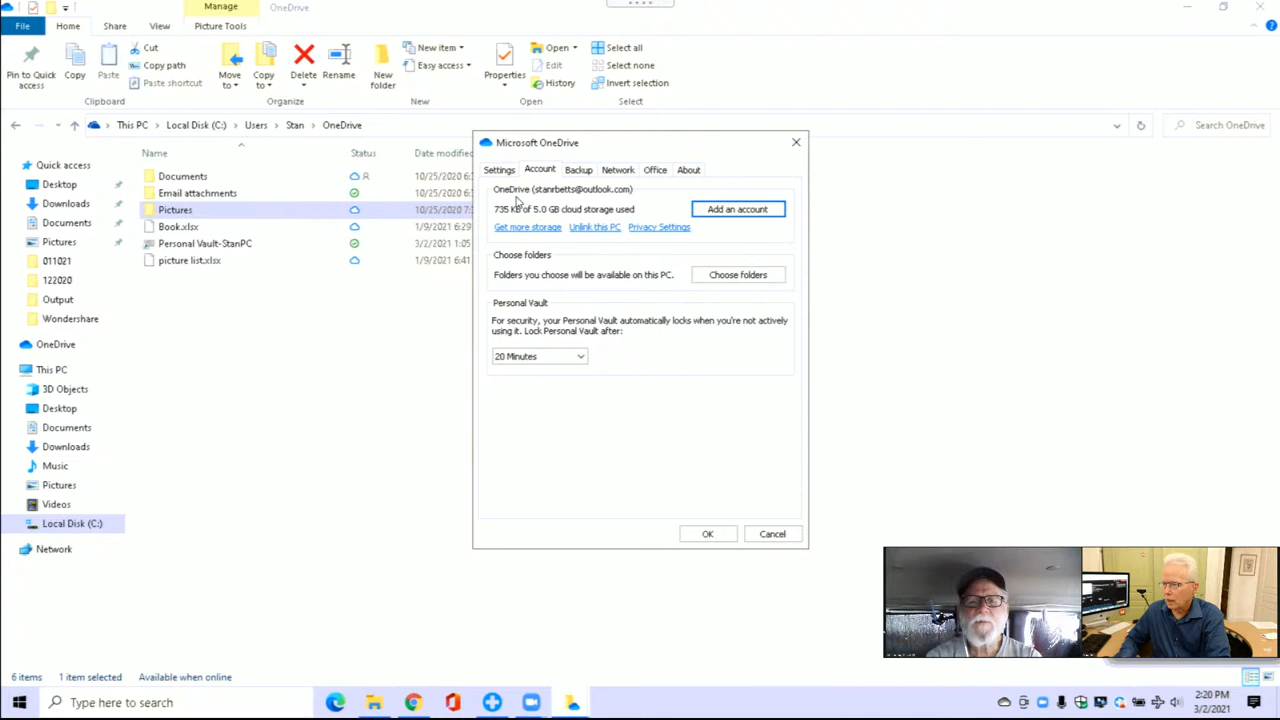 Manage
OneDrive
File
Home
Share
View
Picture Tools
Pin to Quick access
Copy
Paste
Cut
Copy path
Paste shortcut
Clipboard
Move to
Copy to
Delete
Rename
Organize
New folder
New item
Easy access
New
Properties
Open
Edit
History
Open
Select all
Select none
Invert selection
Select
This PC > Local Disk (C:) > Users > Stan > OneDrive
Search OneDrive
Name
Status
Date modified
Documents 10/25/2020 6:
Email attachments 10/25/2020 6:
Pictures 10/25/2020 7:
Book.xlsx 1/9/2021 6:29
Personal Vault-StanPC 3/2/2021 1:05
picture list.xlsx 1/9/2021 6:41
Quick access
Desktop
Downloads
Documents
Pictures
011021
122020
Output
Wondershare
OneDrive
This PC
3D Objects
Desktop
Documents
Downloads
Music
Pictures
Videos
Local Disk (C:)
Network
Microsoft OneDrive
Settings Account Backup Network Office About
OneDrive (stanrbetts@outlook.com)
735 KB of 5.0 GB cloud storage used
Add an account
Get more storage Unlink this PC Privacy Settings
Choose folders
Folders you choose will be available on this PC.
Choose folders
Personal Vault
For security, your Personal Vault automatically locks when you're not actively
using it. Lock Personal Vault after:
20 Minutes
OK
Cancel
6 items 1 item selected Available when online
Type here to search
2:20 PM
3/2/2021